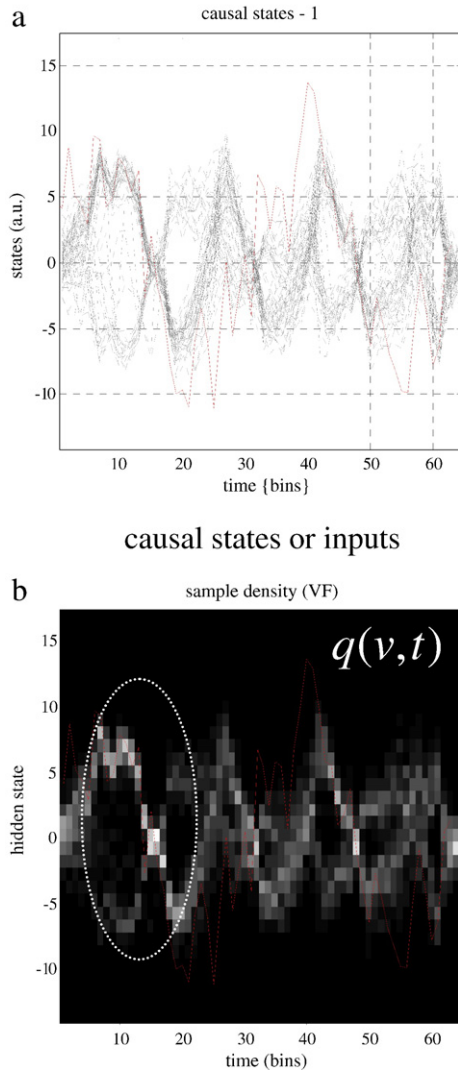 a
causal states - 1
15
10
5
0
-5
-10
states (a.u.)
10 20 30 40 50 60
time {bins}
causal states or inputs
b
sample density (VF)
q(v,t)
15
10
5
0
-5
-10
hidden state
10 20 30 40 50 60
time (bins)